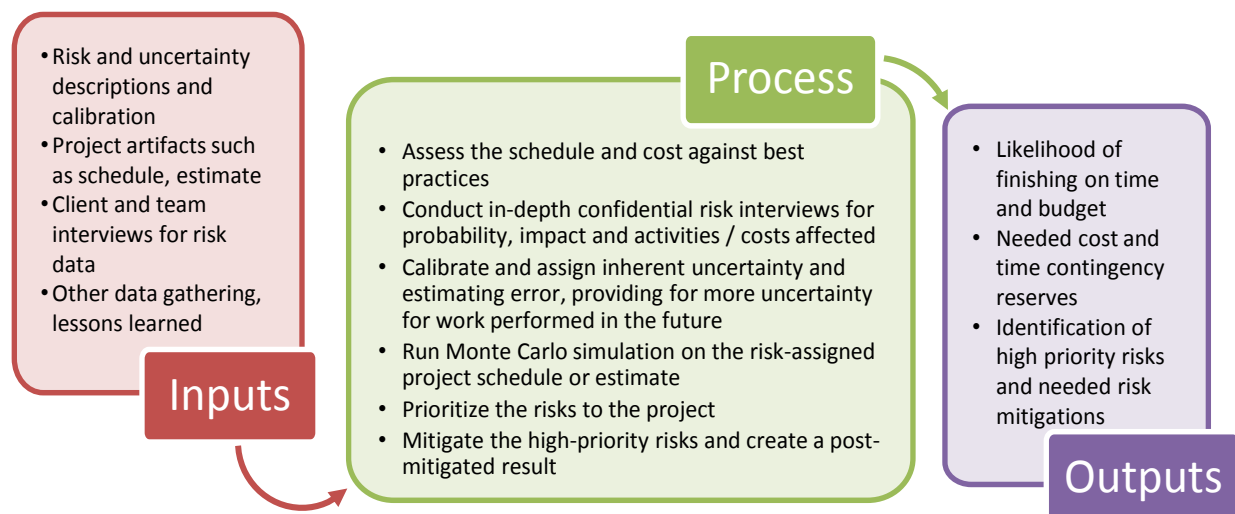 • Risk and uncertainty
descriptions and
calibration
• Project artifacts such
as schedule, estimate
• Client and team
interviews for risk
data
• Other data gathering,
lessons learned
Inputs
Process
• Assess the schedule and cost against best
practices
• Conduct in-depth confidential risk interviews for
probability, impact and activities / costs affected
• Calibrate and assign inherent uncertainty and
estimating error, providing for more uncertainty
for work performed in the future
• Run Monte Carlo simulation on the risk-assigned
project schedule or estimate
• Prioritize the risks to the project
• Mitigate the high-priority risks and create a post-
mitigated result
• Likelihood of
finishing on time
and budget
• Needed cost and
time contingency
reserves
• Identification of
high priority risks
and needed risk
mitigations
Outputs